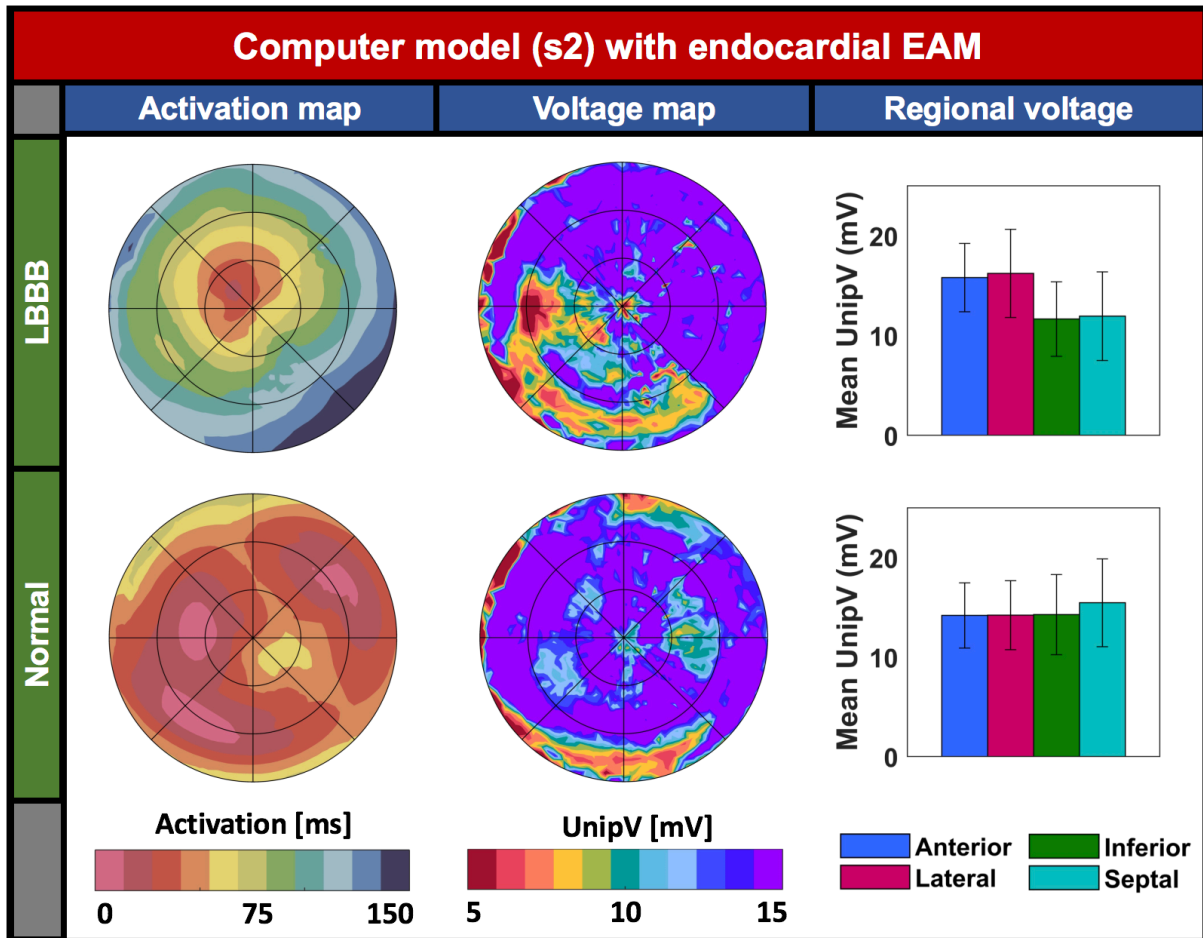 Computer model (s2) with endocardial EAM
Activation map
Voltage map
Regional voltage
LBBB
Mean UnipV (mV)
20
10
0
Normal
Mean UnipV (mV)
20
10
0
Activation [ms]
0 75 150
UnipV [mV]
5 10 15
Anterior
Inferior
Lateral
Septal